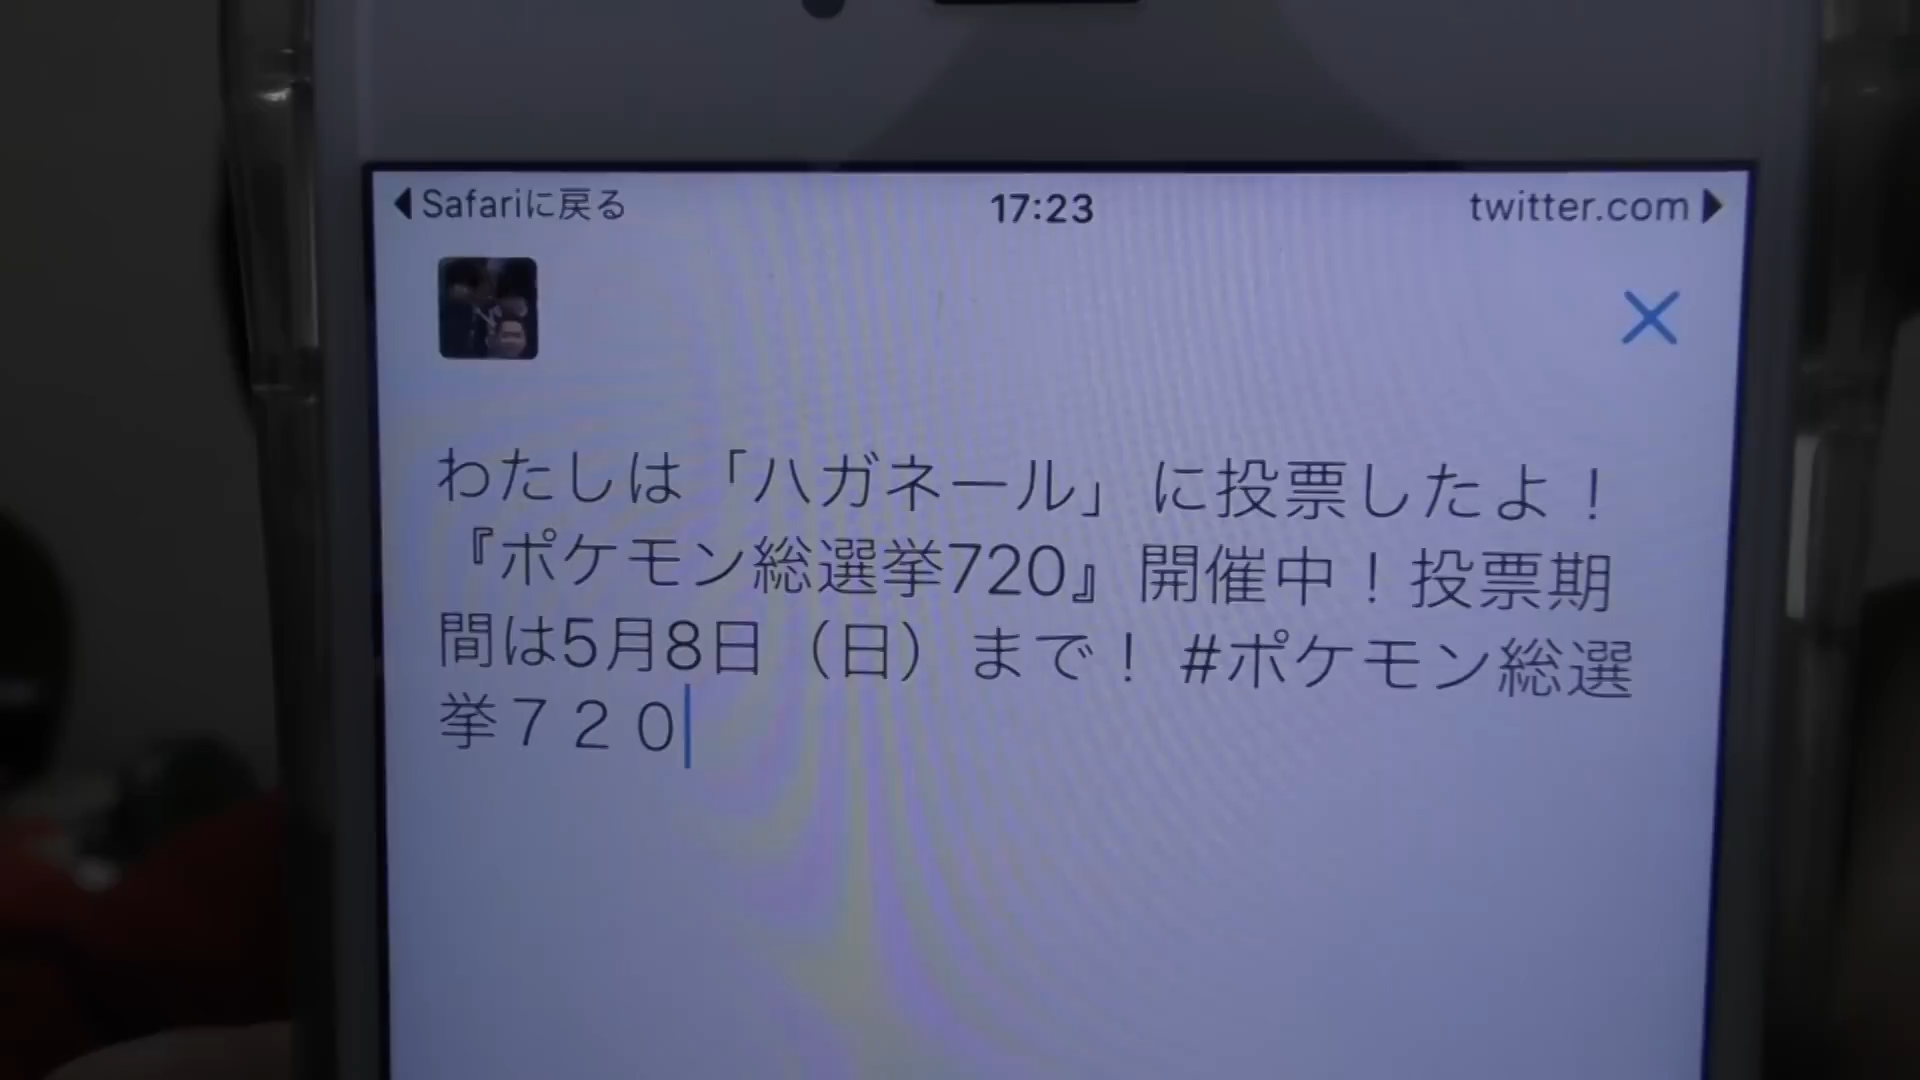 ◀Safariに戻る 17:23 twitter.com▶
わたしは「ハガネール」に投票したよ！
『ポケモン総選挙720』開催中！投票期
間は5月8日（日）まで！ #ポケモン総選
挙７２０